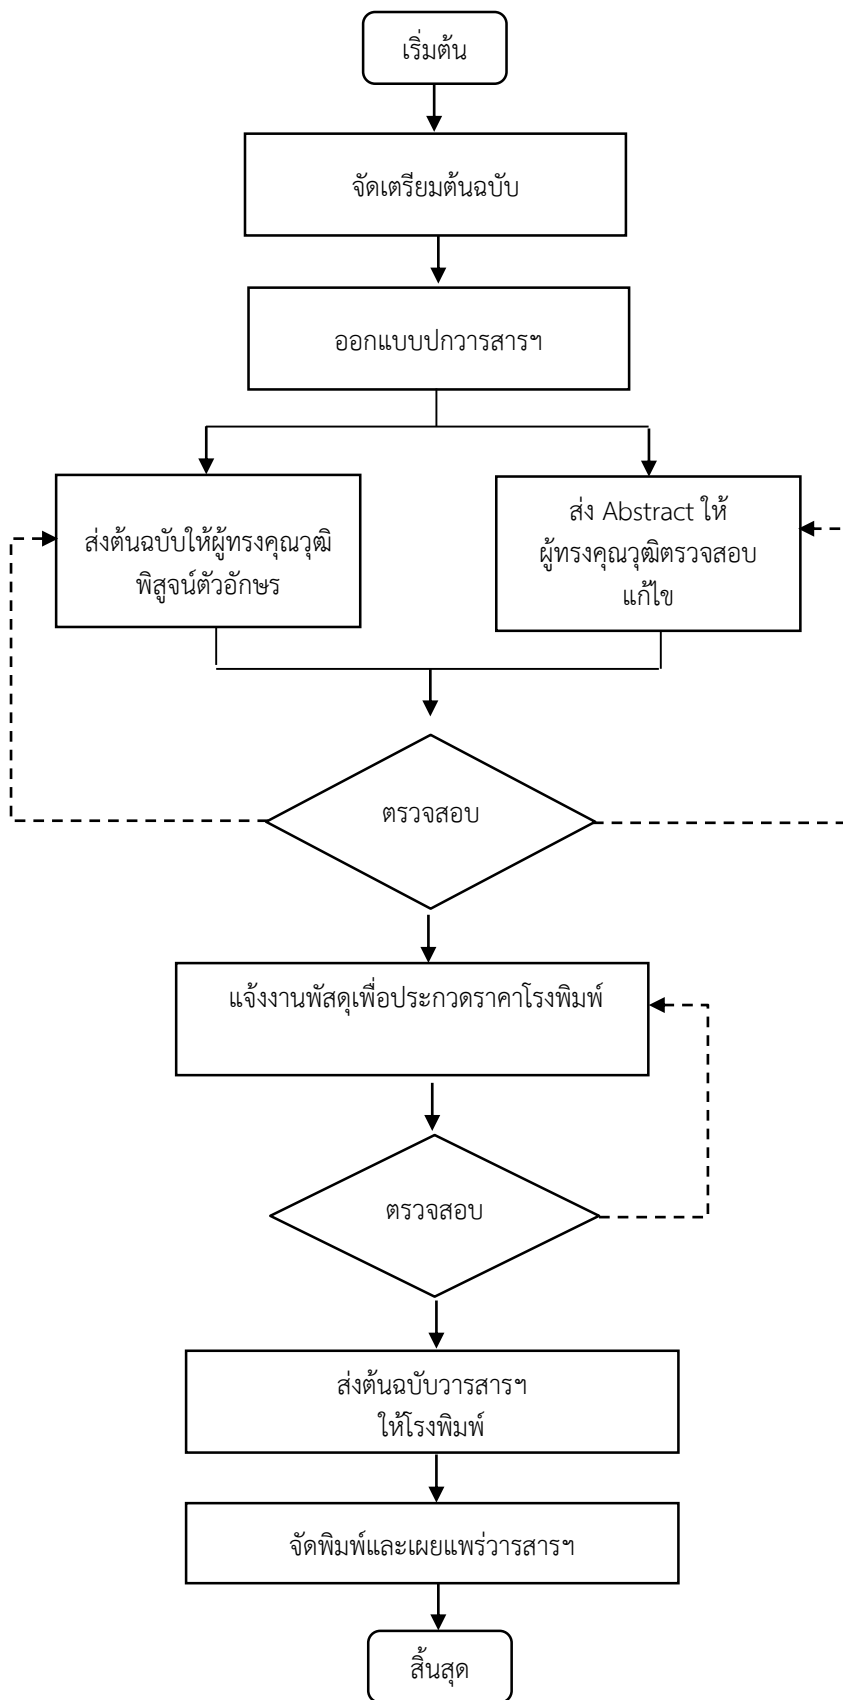 เริ่มต้น
จัดเตรียมต้นฉบับ
ออกแบบปกวารสารฯ
ส่งต้นฉบับให้ผู้ทรงคุณวุฒิ
พิสูจน์ตัวอักษร
ส่ง Abstract ให้
ผู้ทรงคุณวุฒิตรวจสอบ
แก้ไข
ตรวจสอบ
แจ้งงานพัสดุเพื่อประกวดราคาโรงพิมพ์
ตรวจสอบ
ส่งต้นฉบับวารสารฯ
ให้โรงพิมพ์
จัดพิมพ์และเผยแพร่วารสารฯ
สิ้นสุด